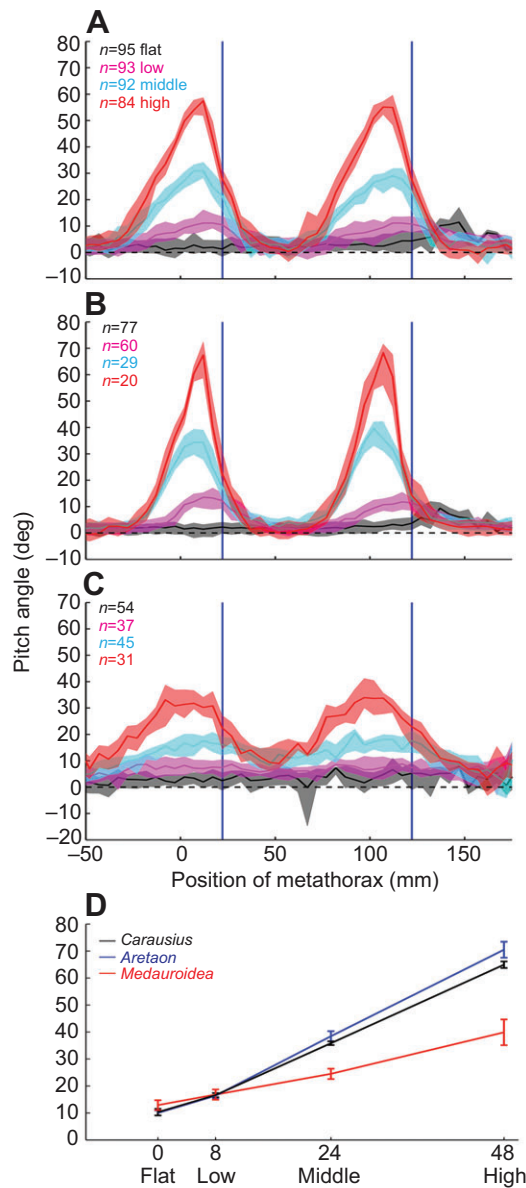 A
80
70
60
50
40
30
20
10
0
–10
n=95 flat
n=93 low
n=92 middle
n=84 high
B
80
70
60
50
40
30
20
10
0
–10
n=77
n=60
n=29
n=20
Pitch angle (deg)
C
70
60
50
40
30
20
10
0
–10
–20
n=54
n=37
n=45
n=31
–50 0 50 100 150
Position of metathorax (mm)
D
80
70
60
50
40
30
20
10
0
Carausius
Aretaon
Medauroidea
0 8 24 48
Flat Low Middle High